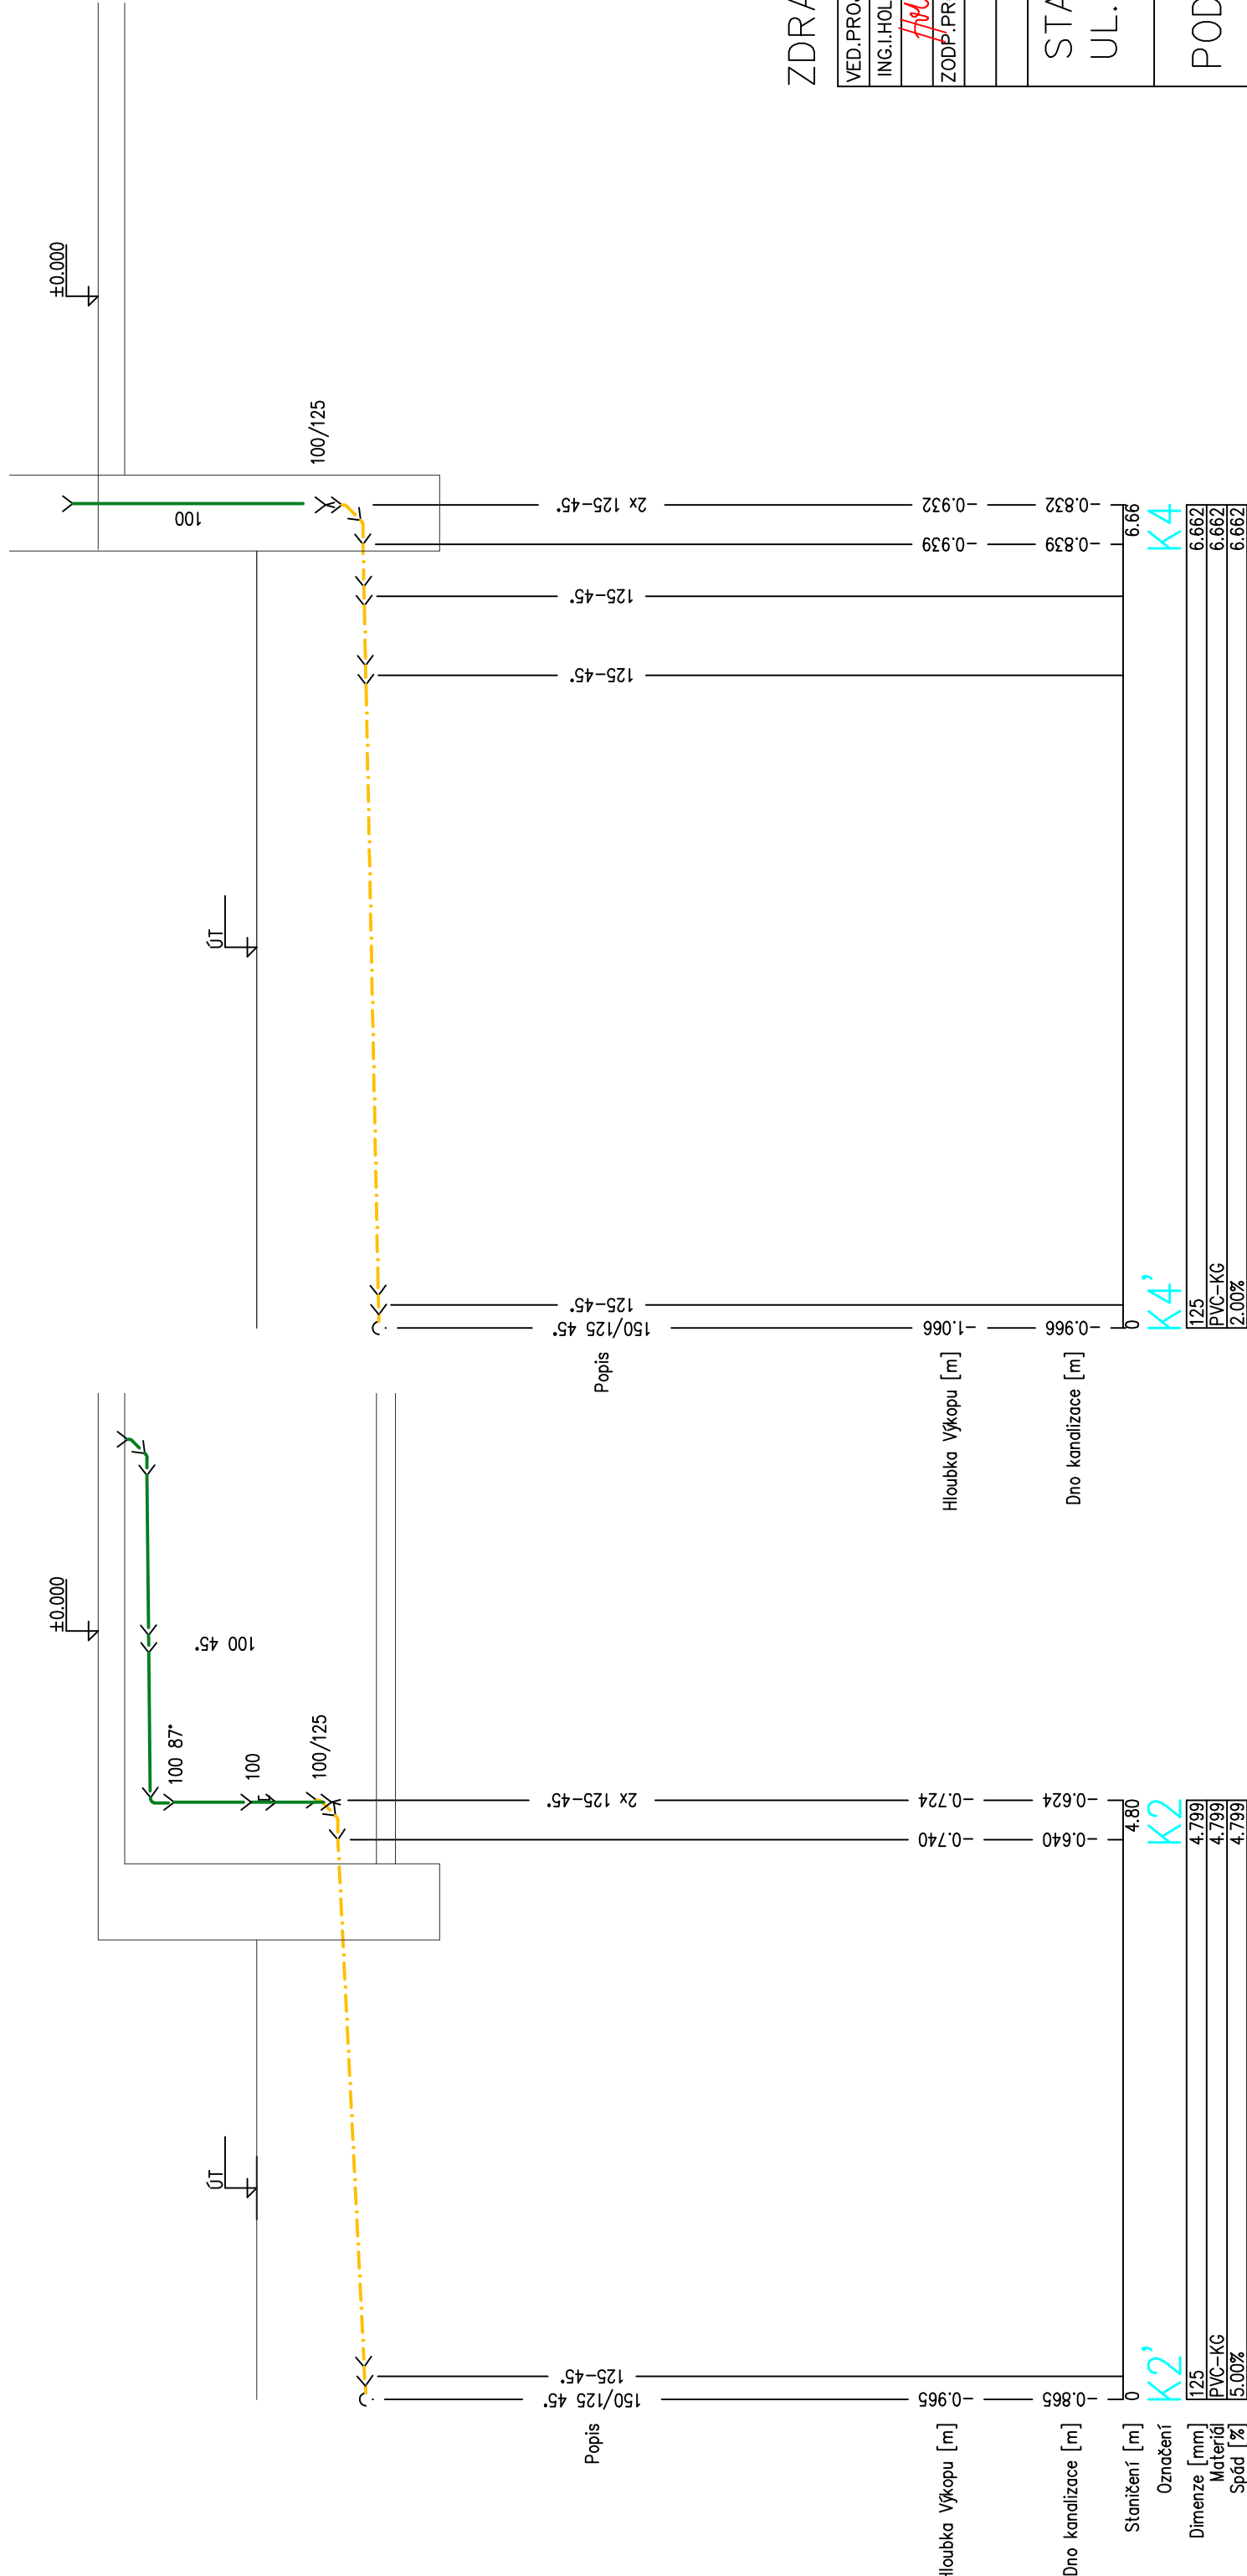 ±0.000
100
100/125
ÚT
2x 125-45°
125-45°
125-45°
125-45°
150/125 45°
Popis
-0.932
-0.939
-1.066
Hloubka Výkopu [m]
-0.832
-0.839
-0.966
Dno kanalizace [m]
0
6.66
K4'
K4
125
6.662
PVC-KG
6.662
2.00%
6.662
±0.000
100 45°
100 87°
100
100/125
ÚT
2x 125-45°
125-45°
150/125 45°
Popis
-0.724
-0.740
-0.965
Hloubka Výkopu [m]
-0.624
-0.640
-0.865
Dno kanalizace [m]
Staničení [m]
0
4.80
Označení
K2'
K2
Dimenze [mm]
125
4.799
Materiál
PVC-KG
4.799
Spád [%]
5.00%
4.799
ZDRA
VED.PRO
ING.I.HOL
ZODP.PR
STA
UL.
POD